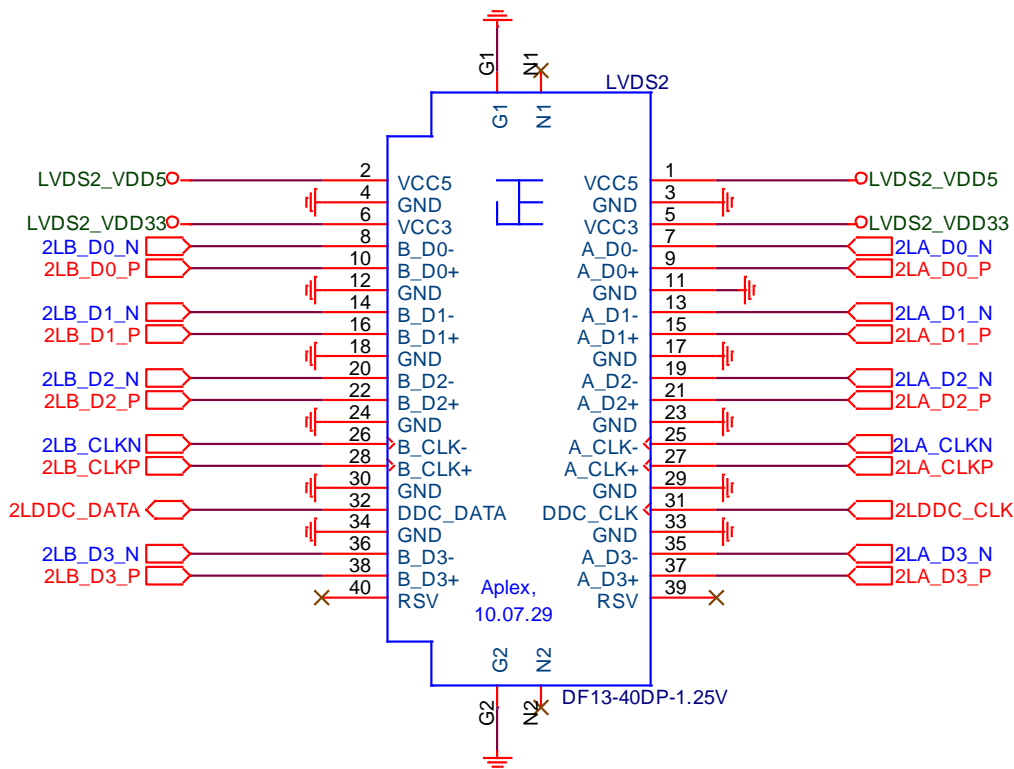 G1 N1
LVDS2
G1 N1
LVDS2_VDD5 2 VCC5 VCC5 1 LVDS2_VDD5
4 GND GND 3
LVDS2_VDD33 6 VCC3 VCC3 5 LVDS2_VDD33
2LB_D0_N 8 B_D0- A_D0- 7 2LA_D0_N
2LB_D0_P 10 B_D0+ A_D0+ 9 2LA_D0_P
12 GND GND 11
2LB_D1_N 14 B_D1- A_D1- 13 2LA_D1_N
2LB_D1_P 16 B_D1+ A_D1+ 15 2LA_D1_P
18 GND GND 17
2LB_D2_N 20 B_D2- A_D2- 19 2LA_D2_N
2LB_D2_P 22 B_D2+ A_D2+ 21 2LA_D2_P
24 GND GND 23
2LB_CLKN 26 B_CLK- A_CLK- 25 2LA_CLKN
2LB_CLKP 28 B_CLK+ A_CLK+ 27 2LA_CLKP
30 GND GND 29
2LDDC_DATA 32 DDC_DATA DDC_CLK 31 2LDDC_CLK
34 GND GND 33
2LB_D3_N 36 B_D3- A_D3- 35 2LA_D3_N
2LB_D3_P 38 B_D3+ A_D3+ 37 2LA_D3_P
40 RSV RSV 39
Aplex,
10.07.29
G2 N2
DF13-40DP-1.25V
G2 N2